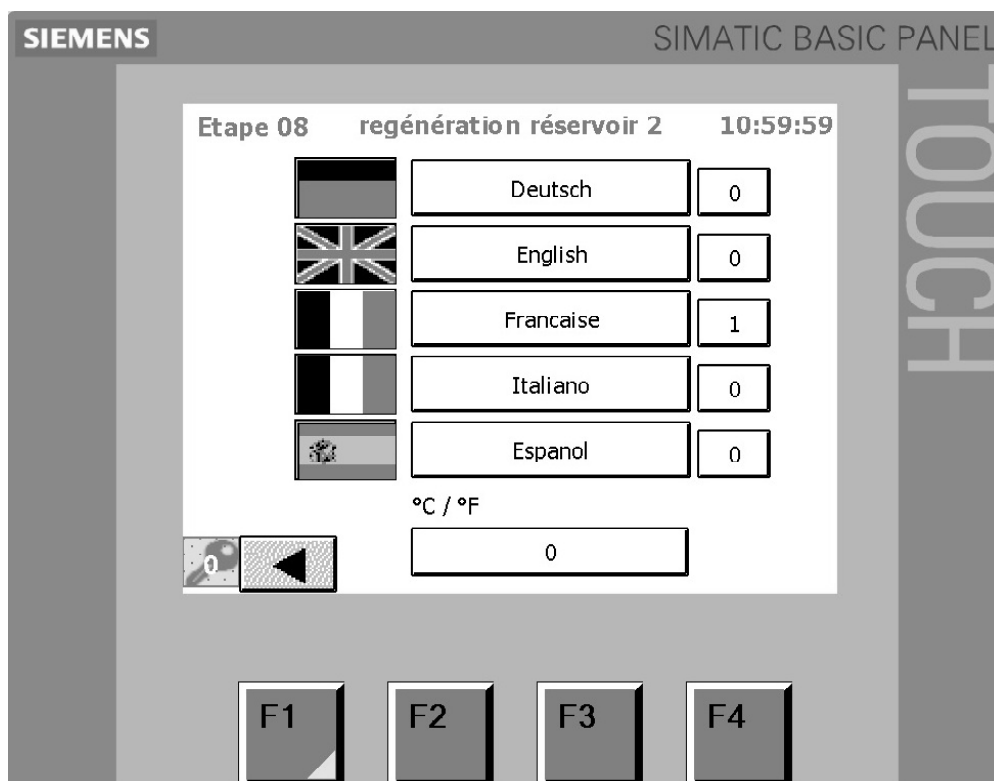 SIEMENS
SIMATIC BASIC PANEL
TOUCH
Etape 08 regénération réservoir 2 10:59:59
Deutsch 0
English 0
Francaise 1
Italiano 0
Espanol 0
°C / °F
0 0
F1 F2 F3 F4